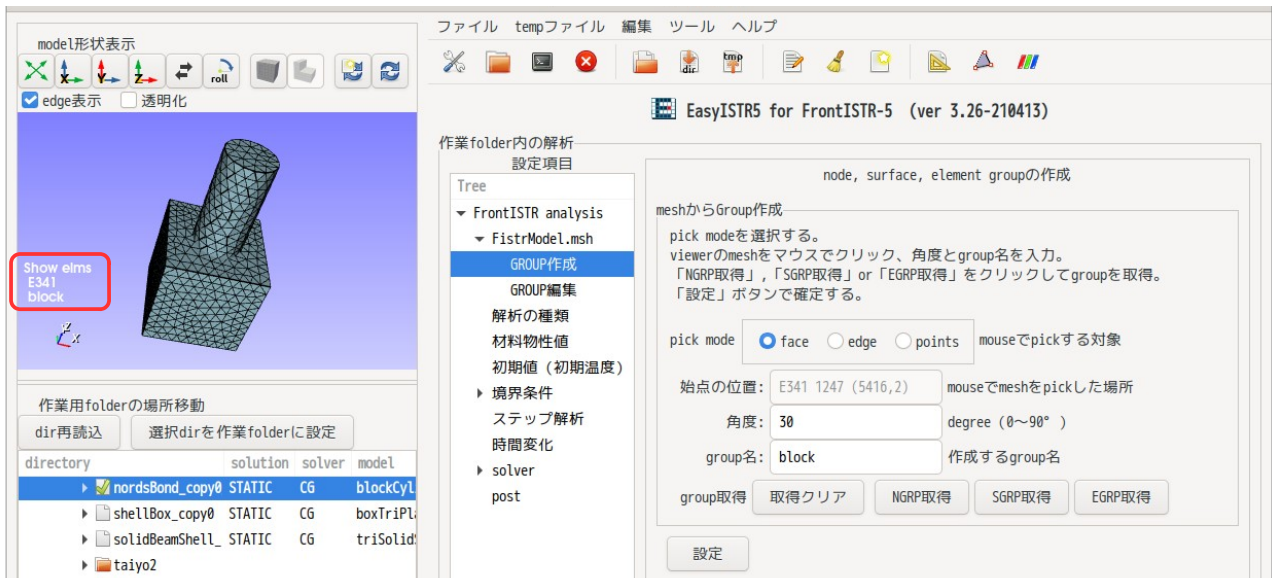 model形状表示
roll
edge表示
透明化
Show elms
E341
block
作業用folderの場所移動
dir再読込
選択dirを作業folderに設定
directory solution solver model
nordsBond_copy0 STATIC CG blockCyl
shellBox_copy0 STATIC CG boxTriPl
solidBeamShell_ STATIC CG triSolid
taiyo2
ファイル tempファイル 編集 ツール ヘルプ
dir
tmp
EasyISTR5 for FrontISTR-5 (ver 3.26-210413)
作業folder内の解析
設定項目
Tree
FrontISTR analysis
FistrModel.msh
GROUP作成
GROUP編集
解析の種類
材料物性値
初期値 (初期温度)
境界条件
ステップ解析
時間変化
solver
post
node, surface, element groupの作成
meshからGroup作成
pick modeを選択する。
viewerのmeshをマウスでクリック、角度とgroup名を入力。
「NGRP取得」,「SGRP取得」or「EGRP取得」をクリックしてgroupを取得。
「設定」ボタンで確定する。
pick mode face edge points mouseでpickする対象
始点の位置: E341 1247 (5416,2) mouseでmeshをpickした場所
角度: 30 degree (0～90° )
group名: block 作成するgroup名
group取得 取得クリア NGRP取得 SGRP取得 EGRP取得
設定